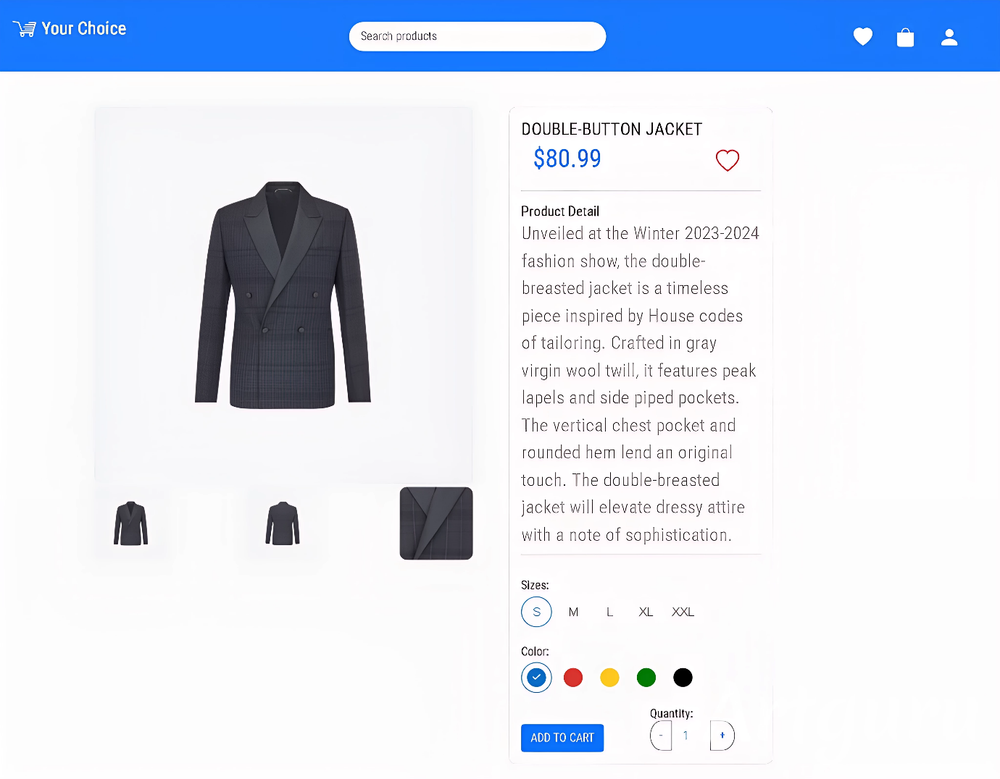 Your Choice
Search products
DOUBLE-BUTTON JACKET
$80.99
Product Detail
Unveiled at the Winter 2023-2024
fashion show, the double-
breasted jacket is a timeless
piece inspired by House codes
of tailoring. Crafted in gray
virgin wool twill, it features peak
lapels and side piped pockets.
The vertical chest pocket and
rounded hem lend an original
touch. The double-breasted
jacket will elevate dressy attire
with a note of sophistication.
Sizes:
S M L XL XXL
Color:
Quantity:
ADD TO CART
- 1 +